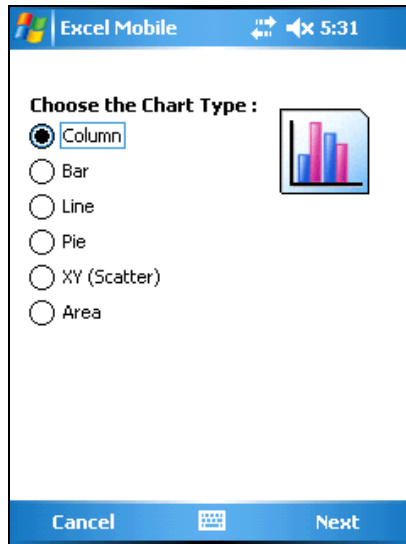 Excel Mobile 5:31
Choose the Chart Type :
Column
Bar
Line
Pie
XY (Scatter)
Area
Cancel Next